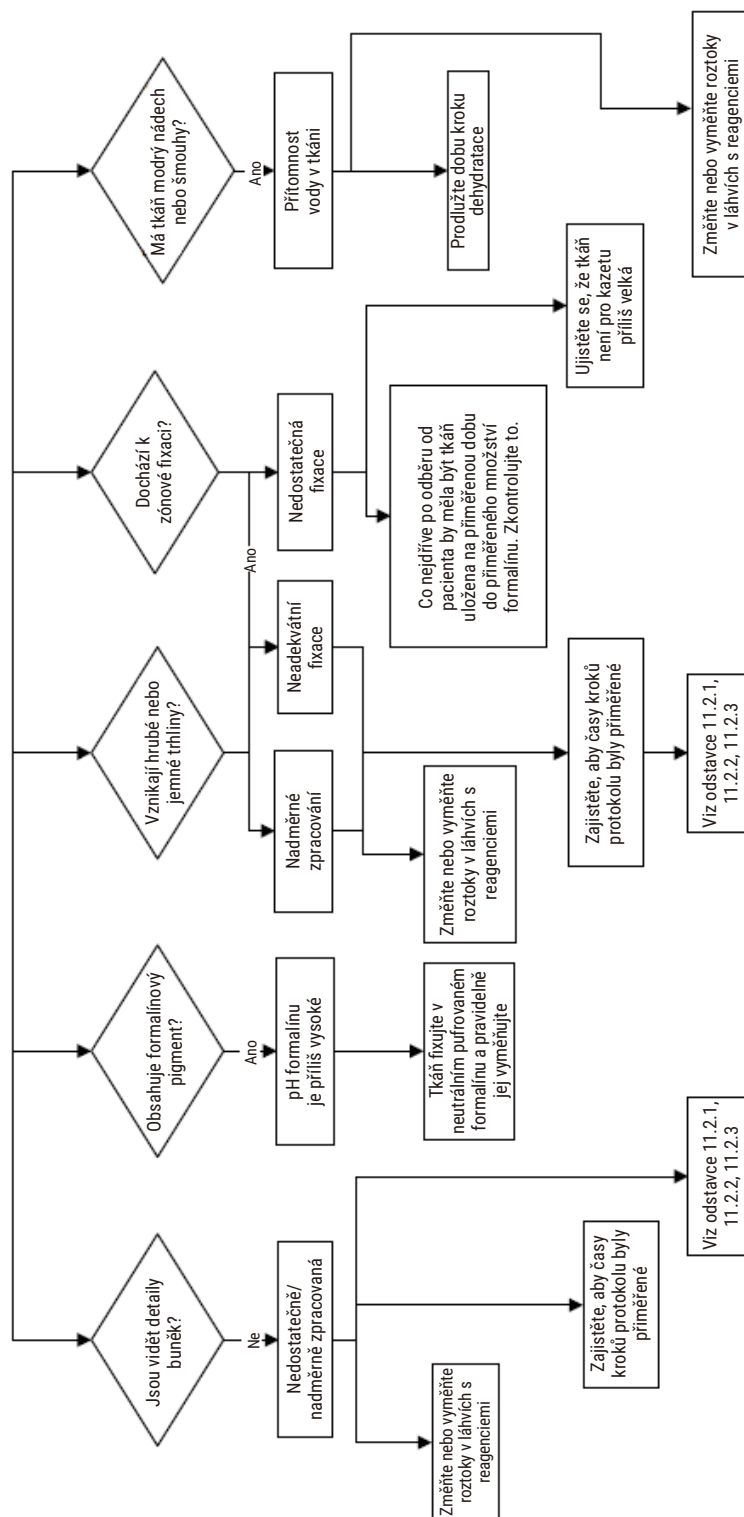 Jsou vidět detaily
buněk?
Ne
Nedostatečně/
nadměrně zpracovaná
Změňte nebo vyměňte
roztoky v láhvích s
reagenciemi
Zajistěte, aby časy
kroků protokolu byly
přiměřené
Viz odstavce 11.2.1,
11.2.2, 11.2.3
Obsahuje formalínový
pigment?
Ano
pH formalínu
je příliš vysoké
Tkáň fixujte v
neutrálním pufrovaném
formalínu a pravidelně
jej vyměňujte
Vznikají hrubé nebo
jemné trhliny?
Nadměrné
zpracování
Neadekvátní
fixace
Změňte nebo vyměňte
roztoky v láhvích s
reagenciemi
Zajistěte, aby časy kroků
protokolu byly přiměřené
Viz odstavce 11.2.1,
11.2.2, 11.2.3
Dochází k
zónové fixaci?
Ano
Nedostatečná
fixace
Co nejdříve po odběru od
pacienta by měla být tkáň
uložena na přiměřenou dobu
do přiměřeného množství
formalínu. Zkontrolujte to.
Ujistěte se, že tkáň
není pro kazetu
příliš velká
Má tkáň modrý nádech
nebo šmouhy?
Ano
Přítomnost
vody v tkáni
Prodlužte dobu kroku
dehydratace
Změňte nebo vyměňte roztoky
v láhvích s reagenciemi